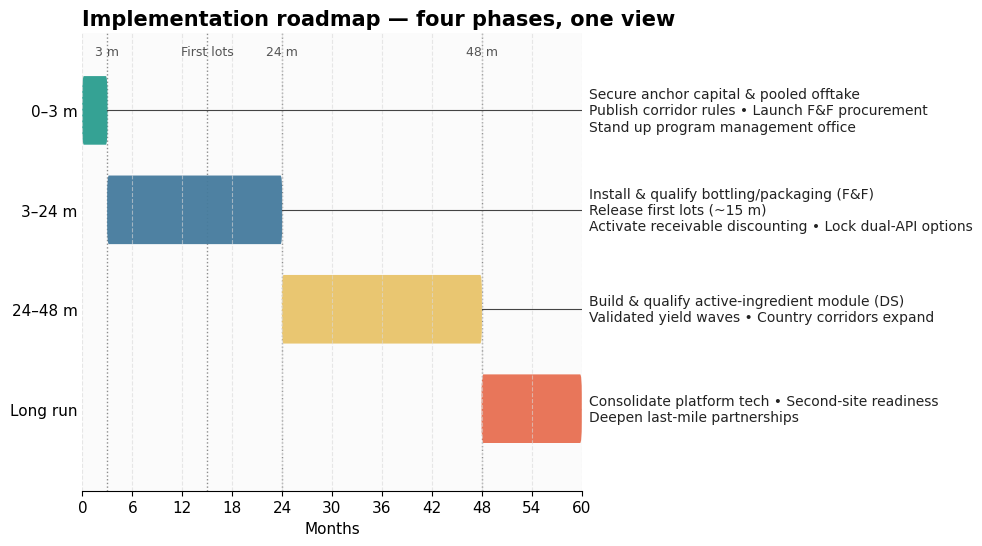 Implementation roadmap — four phases, one view
3 m
First lots
24 m
48 m
0–3 m
Secure anchor capital & pooled offtake
Publish corridor rules • Launch F&F procurement
Stand up program management office
3–24 m
Install & qualify bottling/packaging (F&F)
Release first lots (~15 m)
Activate receivable discounting • Lock dual-API options
24–48 m
Build & qualify active-ingredient module (DS)
Validated yield waves • Country corridors expand
Long run
Consolidate platform tech • Second-site readiness
Deepen last-mile partnerships
0 6 12 18 24 30 36 42 48 54 60
Months